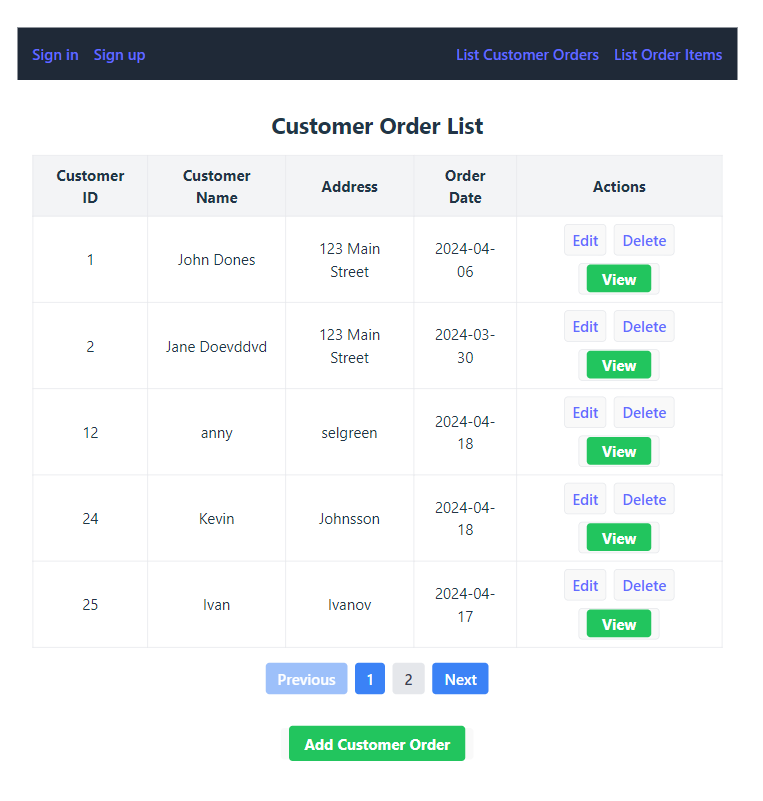 Sign in Sign up List Customer Orders List Order Items
Customer Order List
Customer ID Customer Name Address Order Date Actions
1 John Dones 123 Main Street 2024-04-06 Edit Delete View
2 Jane Doevddvd 123 Main Street 2024-03-30 Edit Delete View
12 anny selgreen 2024-04-18 Edit Delete View
24 Kevin Johnsson 2024-04-18 Edit Delete View
25 Ivan Ivanov 2024-04-17 Edit Delete View
Previous 1 2 Next
Add Customer Order